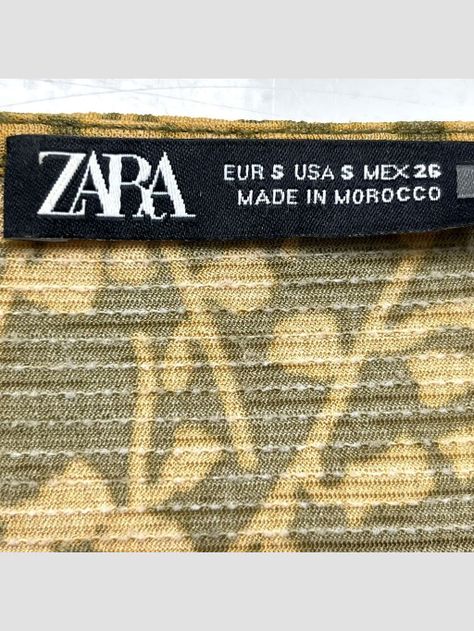 ZARA
EUR S USA S MEX 26
MADE IN MOROCCO